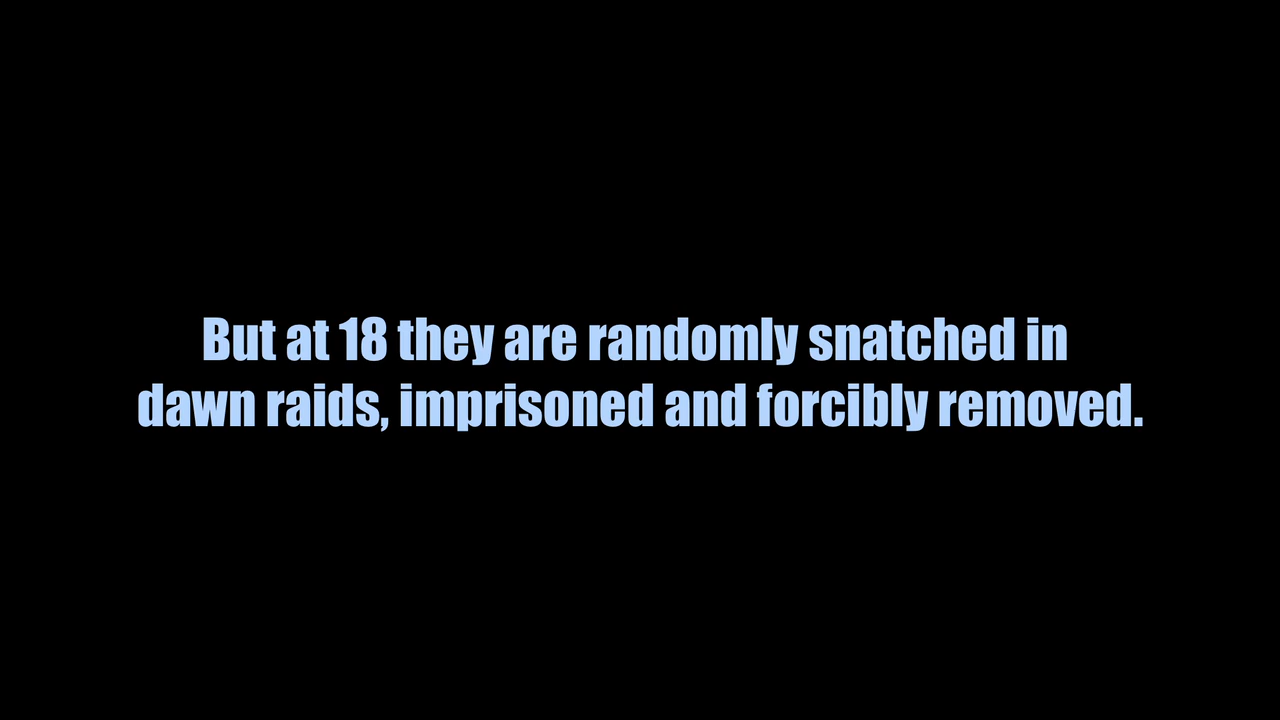 But at 18 they are randomly snatched in
dawn raids, imprisoned and forcibly removed.